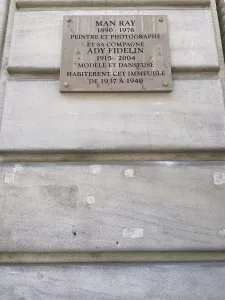 MAN RAY
1890 - 1976
PEINTRE ET PHOTOGRAPHE
ET SA COMPAGNE
ADY FIDELIN
1915 - 2004
MODÈLE ET DANSEUSE
HABITÈRENT CET IMMEUBLE
DE 1937 À 1940